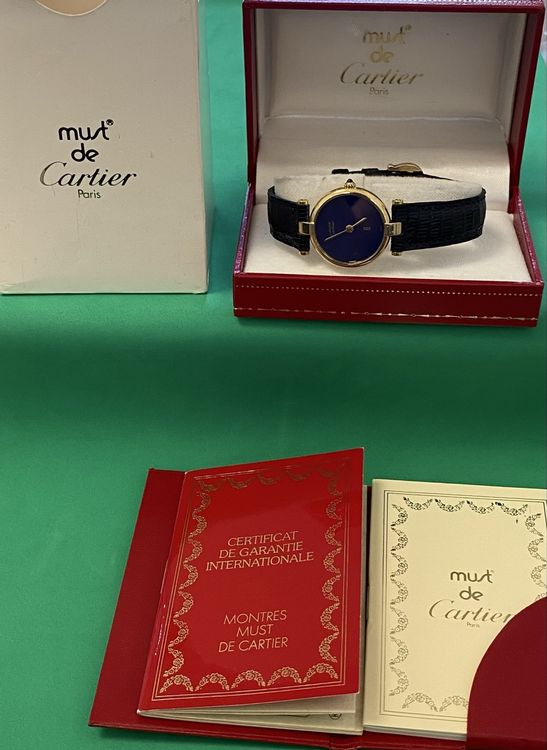 must®
de
Cartier
Paris
must®
de
Cartier
Paris
CERTIFICAT
DE GARANTIE
INTERNATIONALE
MONTRES
MUST
DE CARTIER
must®
de
Cartier
Paris